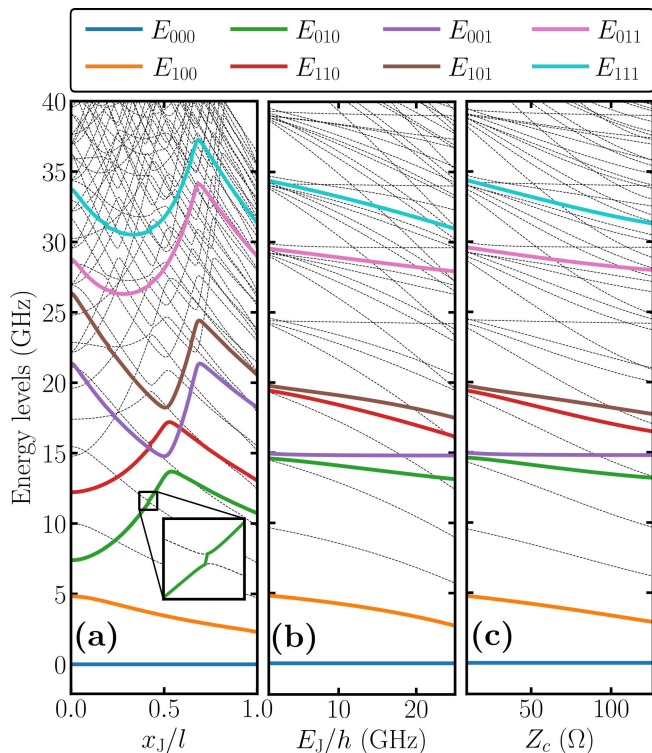 E000 E010 E001 E011
E100 E110 E101 E111
Energy levels (GHz)
40
35
30
25
20
15
10
5
0
(a) (b) (c)
0.0 0.5 1.0 10 20 50 100
xJ/l EJ/h (GHz) Zc (Ω)